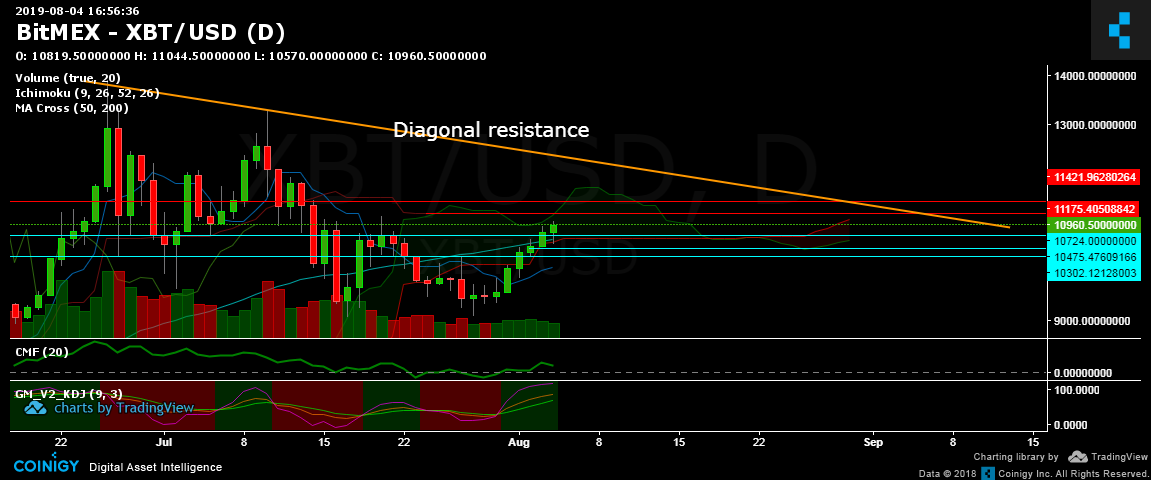 2019-08-04 16:56:36
BitMEX - XBT/USD (D)
O: 10819.50000000 H: 11044.50000000 L: 10570.00000000 C: 10960.50000000
Volume (true, 20)
Ichimoku (9, 26, 52, 26)
MA Cross (50, 200)
Diagonal resistance
XBT/USD, D
XBT/USD
14000.00000000
13000.00000000
11421.96280264
11175.40508842
10960.50000000
10724.00000000
10475.47609166
10302.12128003
9000.00000000
CMF (20)
0.00000000
GM_V2_KDJ (9, 3)
charts by TradingView
100.0000
0.0000
22 Jul 8 15 22 Aug 8 15 22 Sep 8 15
COINIGY Digital Asset Intelligence
Charting library by TradingView
Data © 2018 Coinigy Inc. All Rights Reserved.